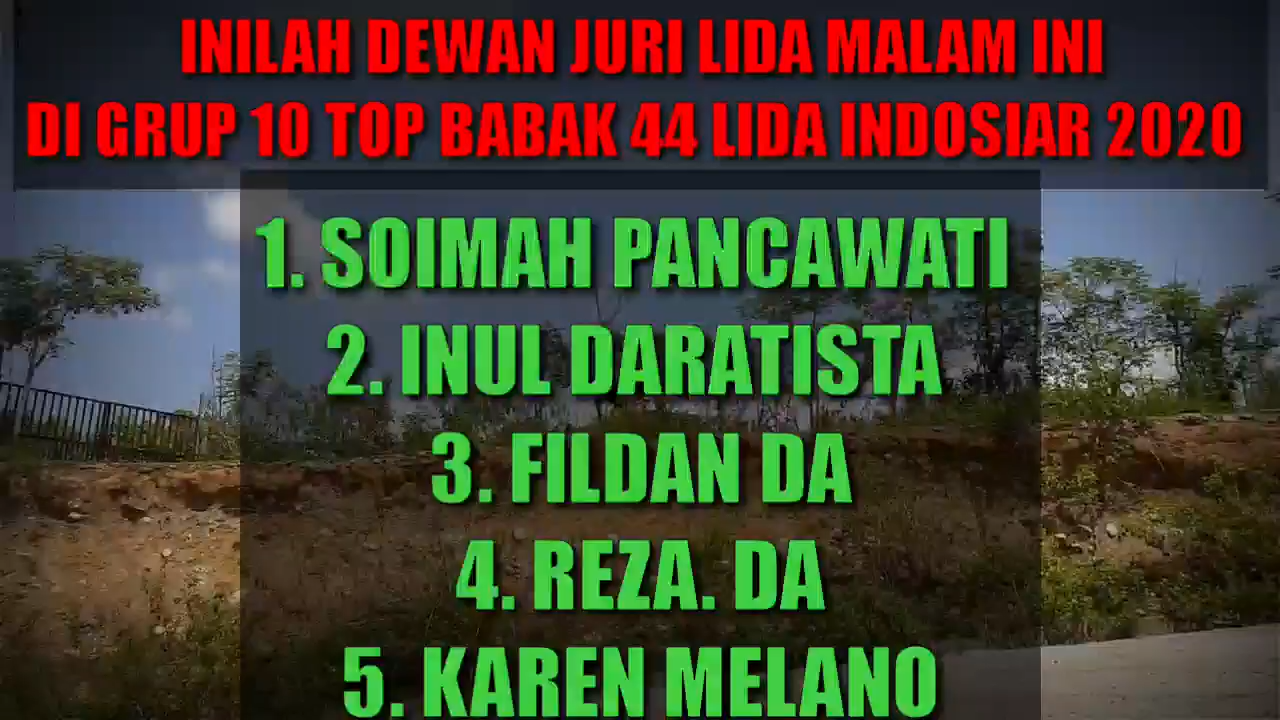 INILAH DEWAN JURI LIDA MALAM INI
DI GRUP 10 TOP BABAK 44 LIDA INDOSIAR 2020
1. SOIMAH PANCAWATI
2. INUL DARATISTA
3. FILDAN DA
4. REZA. DA
5. KAREN MELANO